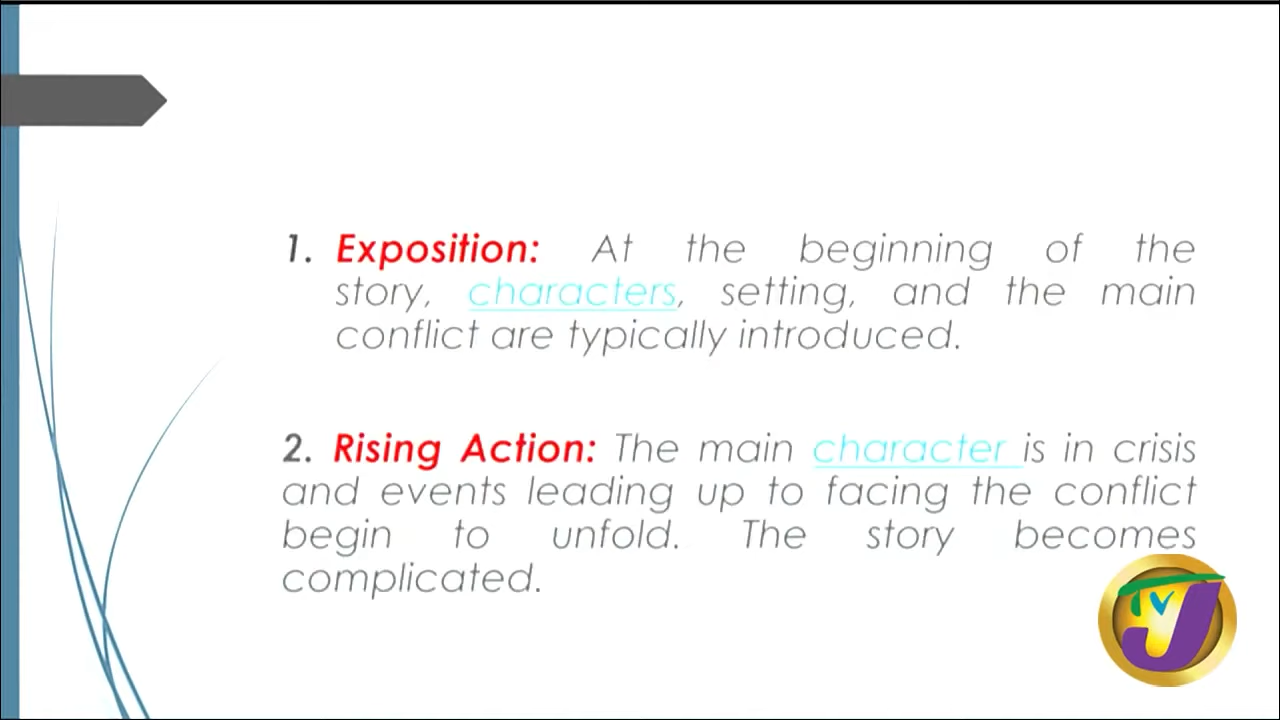 1. Exposition: At the beginning of the
story, characters, setting, and the main
conflict are typically introduced.
2. Rising Action: The main character is in crisis
and events leading up to facing the conflict
begin to unfold. The story becomes
complicated.
TVJ